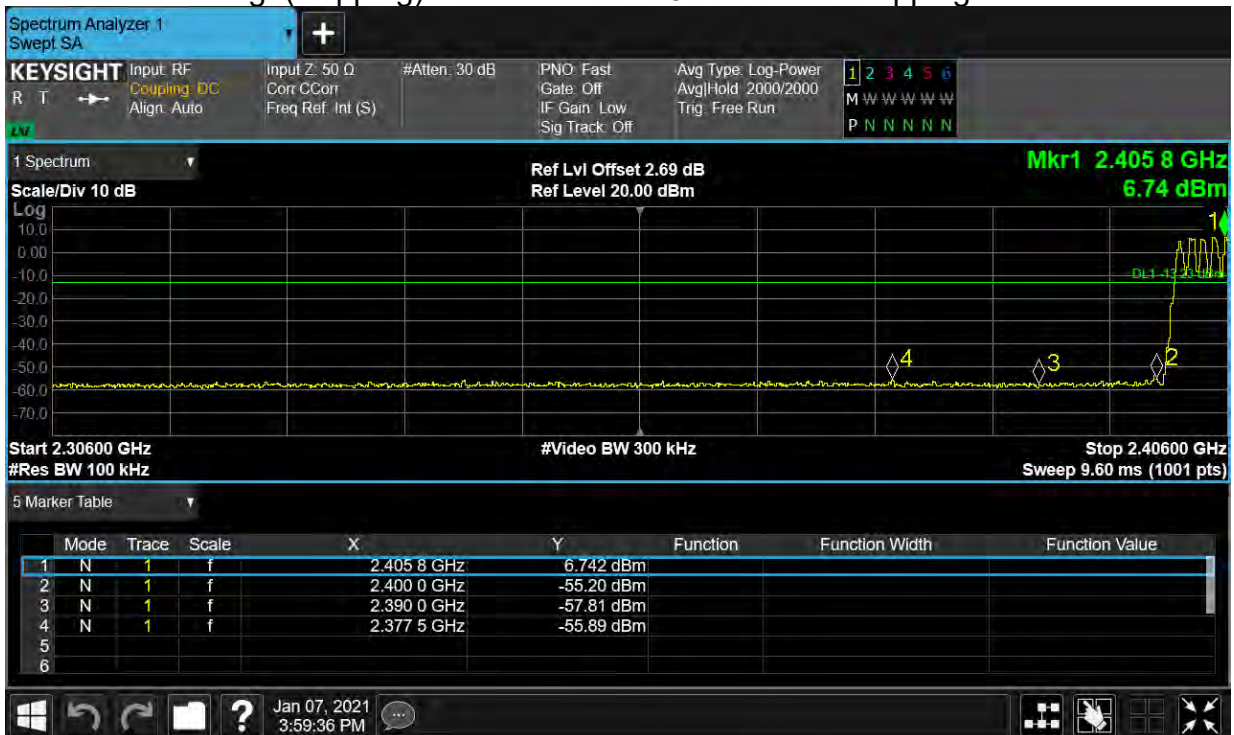 Spectrum Analyzer 1
Swept SA
+
KEYSIGHT Input: RF Input Z: 50 Ω #Atten: 30 dB PNO: Fast Avg Type: Log-Power 1 2 3 4 5 6
R T Coupling: DC Corr CCorr Gate: Off Avg|Hold: 2000/2000 M W W W W W
Align: Auto Freq Ref: Int (S) IF Gain: Low Trig: Free Run
Sig Track: Off P N N N N N
LXI
1 Spectrum Ref Lvl Offset 2.69 dB Mkr1 2.405 8 GHz
Scale/Div 10 dB Ref Level 20.00 dBm 6.74 dBm
Log
10.0 1
0.00
-10.0 DL1 -13.23 dBm
-20.0
-30.0
-40.0
-50.0 4 3 2
-60.0
-70.0
Start 2.30600 GHz #Video BW 300 kHz Stop 2.40600 GHz
#Res BW 100 kHz Sweep 9.60 ms (1001 pts)
5 Marker Table
Mode Trace Scale X Y Function Function Width Function Value
1 N 1 f 2.405 8 GHz 6.742 dBm
2 N 1 f 2.400 0 GHz -55.20 dBm
3 N 1 f 2.390 0 GHz -57.81 dBm
4 N 1 f 2.377 5 GHz -55.89 dBm
5
6
? Jan 07, 2021
3:59:36 PM